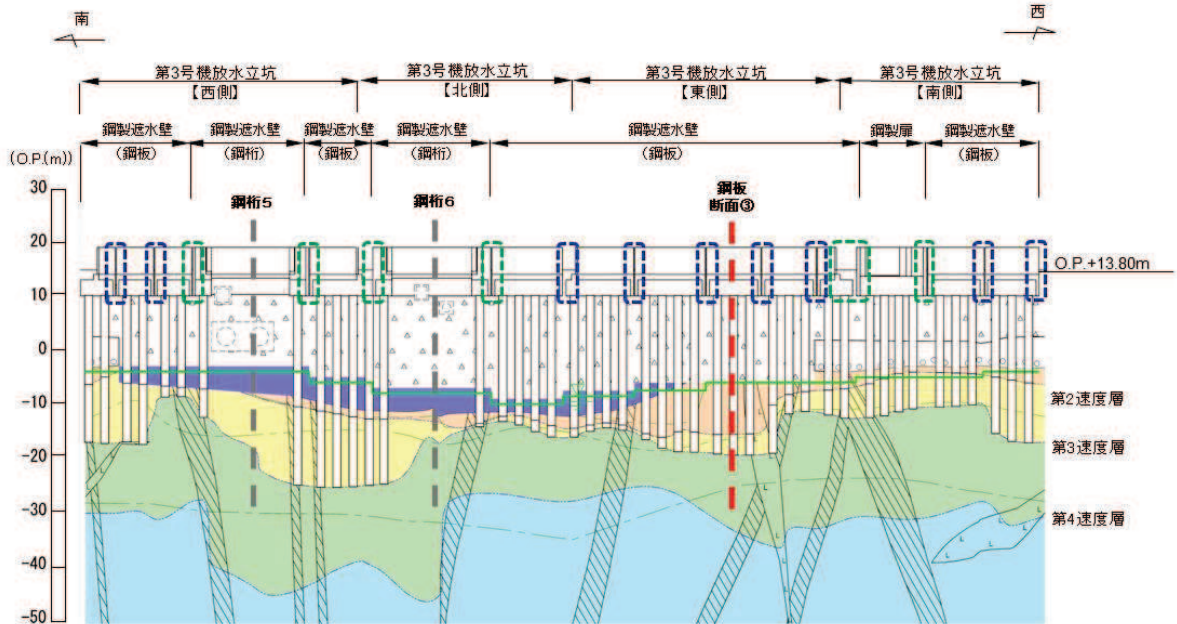 南
西
第3号機放水立坑
【西側】
第3号機放水立坑
【北側】
第3号機放水立坑
【東側】
第3号機放水立坑
【南側】
鋼製遮水壁
(鋼板)
鋼製遮水壁
(鋼桁)
鋼製遮水壁
(鋼板)
鋼製遮水壁
(鋼桁)
鋼製遮水壁
(鋼板)
鋼製扉
鋼製遮水壁
(鋼板)
(O.P.(m))
30
20
10
0
-10
-20
-30
-40
-50
鋼桁5
鋼桁6
鋼板
断面③
O.P.+13.80m
第2速度層
第3速度層
第4速度層